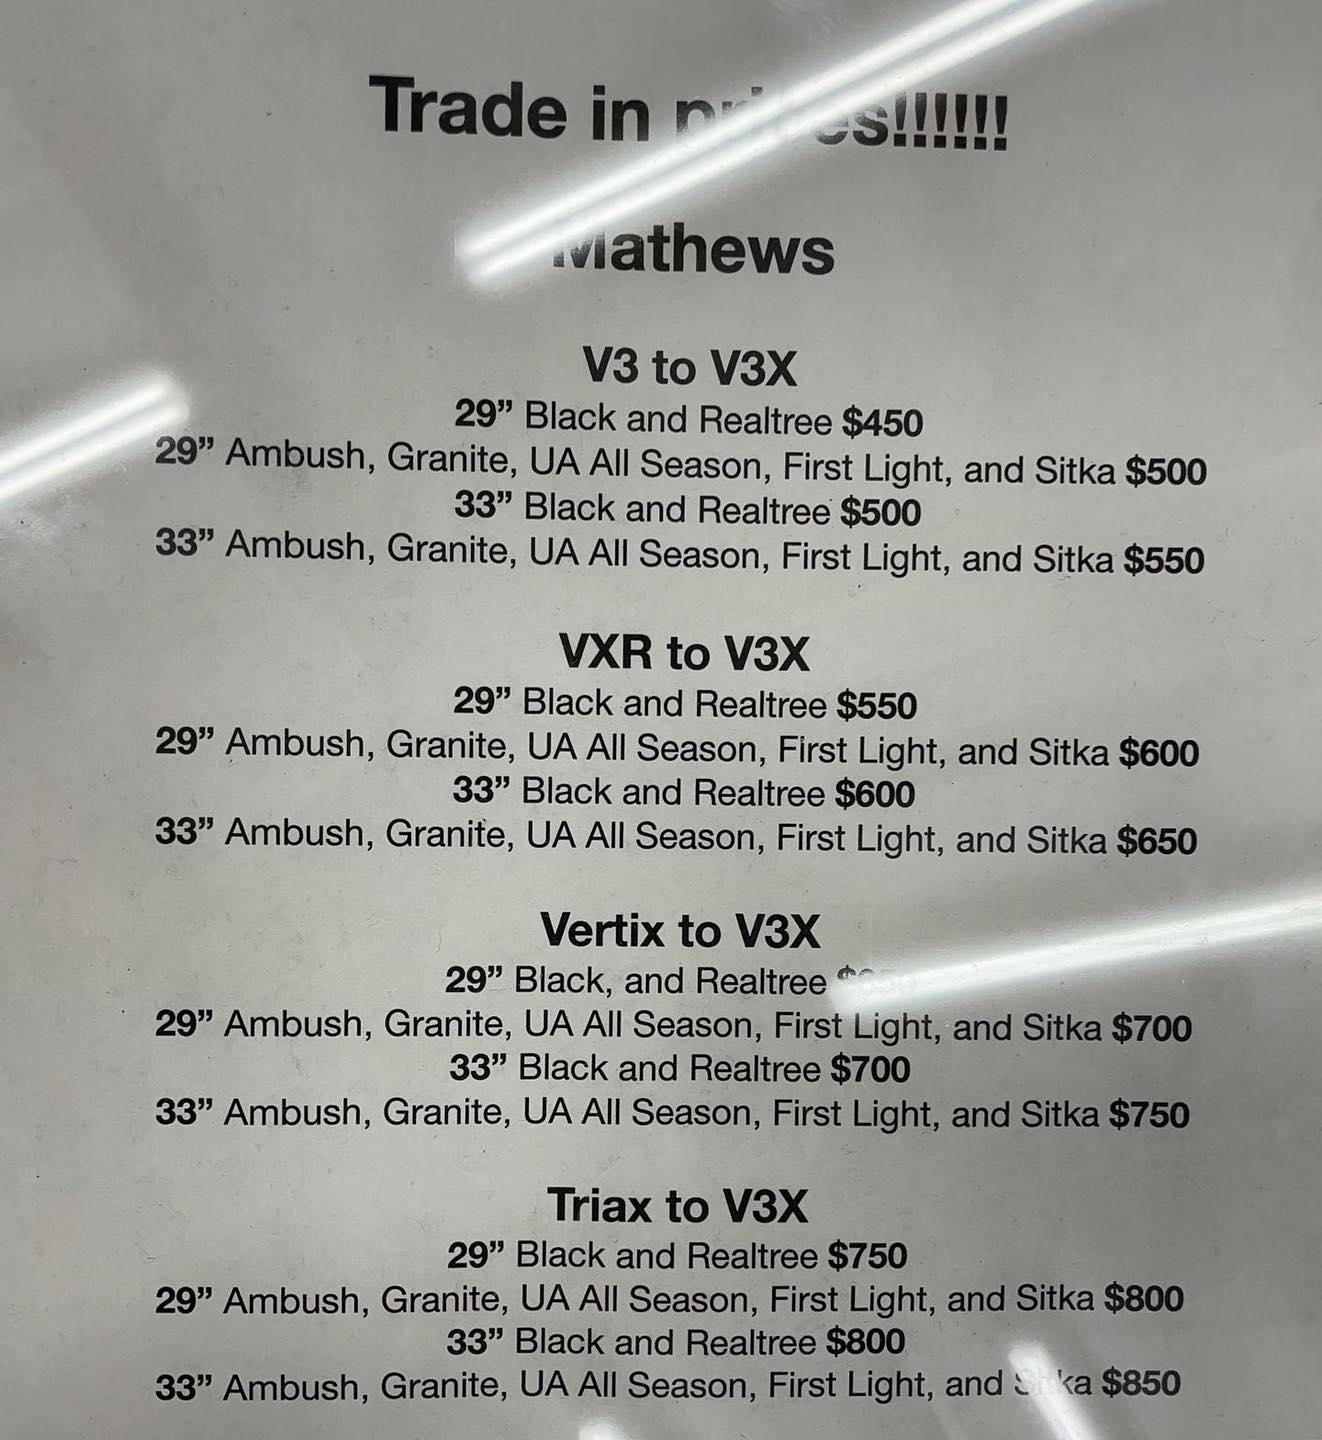 Trade in prices!!!!!!
Mathews
V3 to V3X
29” Black and Realtree $450
29” Ambush, Granite, UA All Season, First Light, and Sitka $500
33” Black and Realtree $500
33” Ambush, Granite, UA All Season, First Light, and Sitka $550
VXR to V3X
29” Black and Realtree $550
29” Ambush, Granite, UA All Season, First Light, and Sitka $600
33” Black and Realtree $600
33” Ambush, Granite, UA All Season, First Light, and Sitka $650
Vertix to V3X
29” Black, and Realtree
29” Ambush, Granite, UA All Season, First Light, and Sitka $700
33” Black and Realtree $700
33” Ambush, Granite, UA All Season, First Light, and Sitka $750
Triax to V3X
29” Black and Realtree $750
29” Ambush, Granite, UA All Season, First Light, and Sitka $800
33” Black and Realtree $800
33” Ambush, Granite, UA All Season, First Light, and Sitka $850